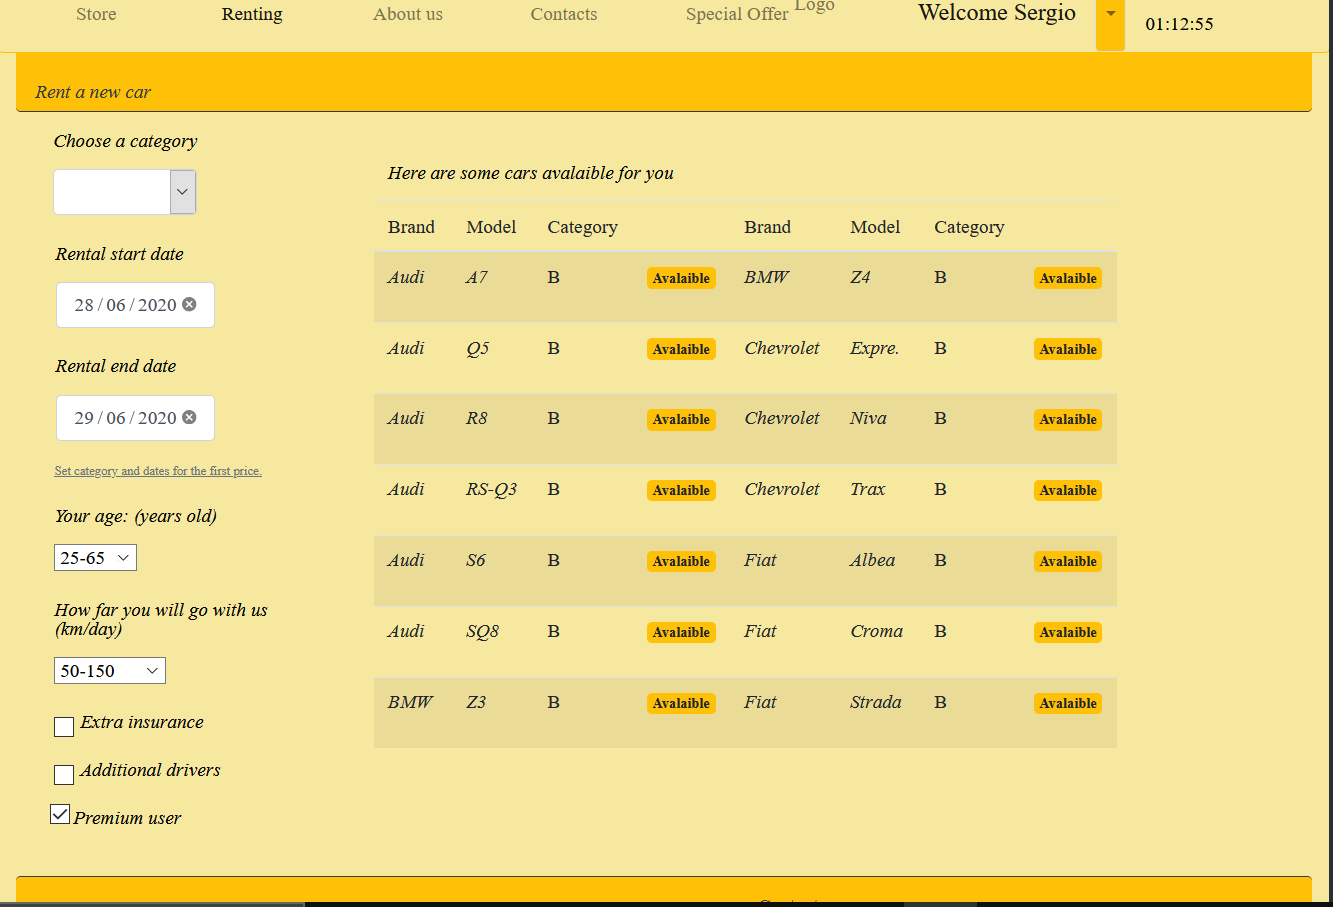 Store Renting About us Contacts Special Offer Logo Welcome Sergio 01:12:55
Rent a new car
Choose a category
Rental start date
28 / 06 / 2020
Rental end date
29 / 06 / 2020
Set category and dates for the first price.
Your age: (years old)
25-65
How far you will go with us
(km/day)
50-150
Extra insurance
Additional drivers
Premium user
Here are some cars avalaible for you
Brand Model Category Brand Model Category
Audi A7 B Avalaible BMW Z4 B Avalaible
Audi Q5 B Avalaible Chevrolet Expre. B Avalaible
Audi R8 B Avalaible Chevrolet Niva B Avalaible
Audi RS-Q3 B Avalaible Chevrolet Trax B Avalaible
Audi S6 B Avalaible Fiat Albea B Avalaible
Audi SQ8 B Avalaible Fiat Croma B Avalaible
BMW Z3 B Avalaible Fiat Strada B Avalaible